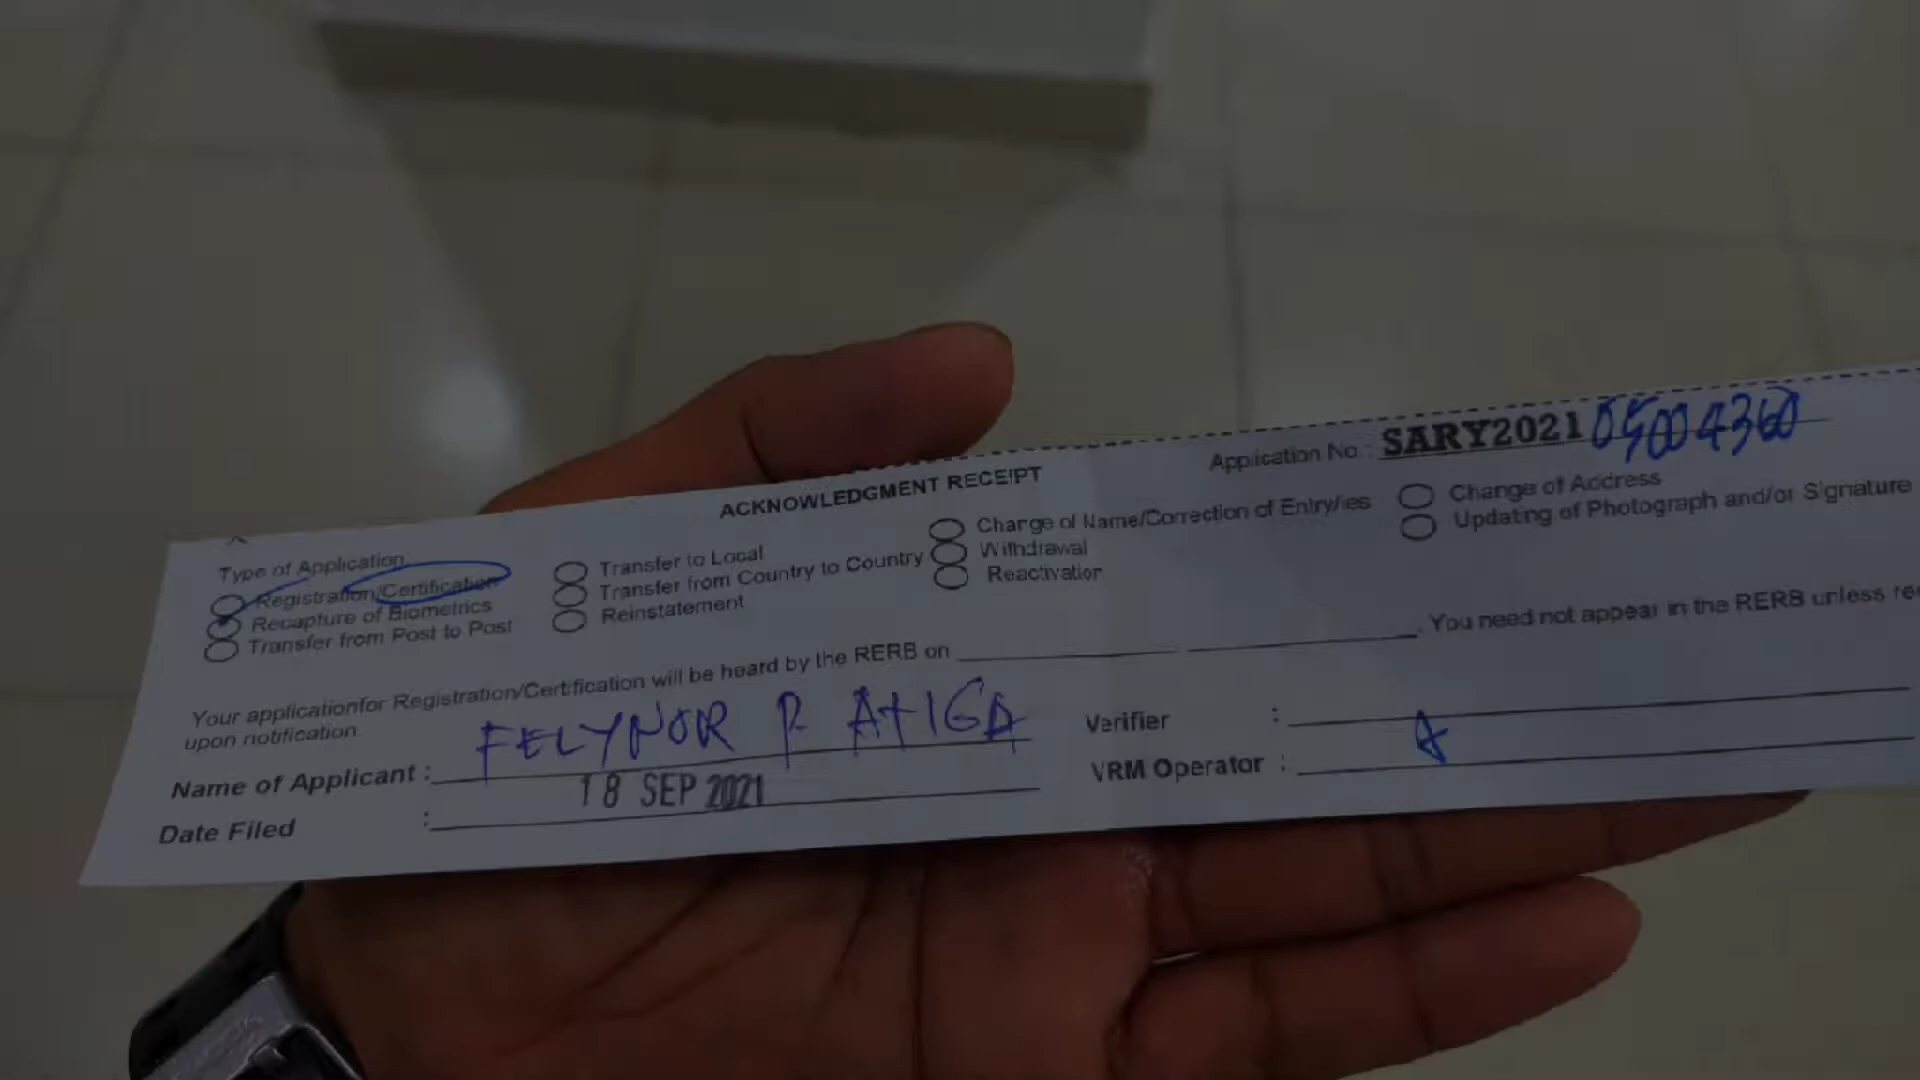 ACKNOWLEDGMENT RECEIPT
Application No.: SARY2021 05004360
Type of Application
Registration/Certification
Recapture of Biometrics
Transfer from Post to Post
Transfer to Local
Transfer from Country to Country
Reinstatement
Change of Name/Correction of Entry/ies
Withdrawal
Reactivation
Change of Address
Updating of Photograph and/or Signature
Your applicationfor Registration/Certification will be heard by the RERB on You need not appear in the RERB unless
upon notification
Name of Applicant : FELYNOR P. ATIGA
Date Filed : 18 SEP 2021
Verifier :
VRM Operator :